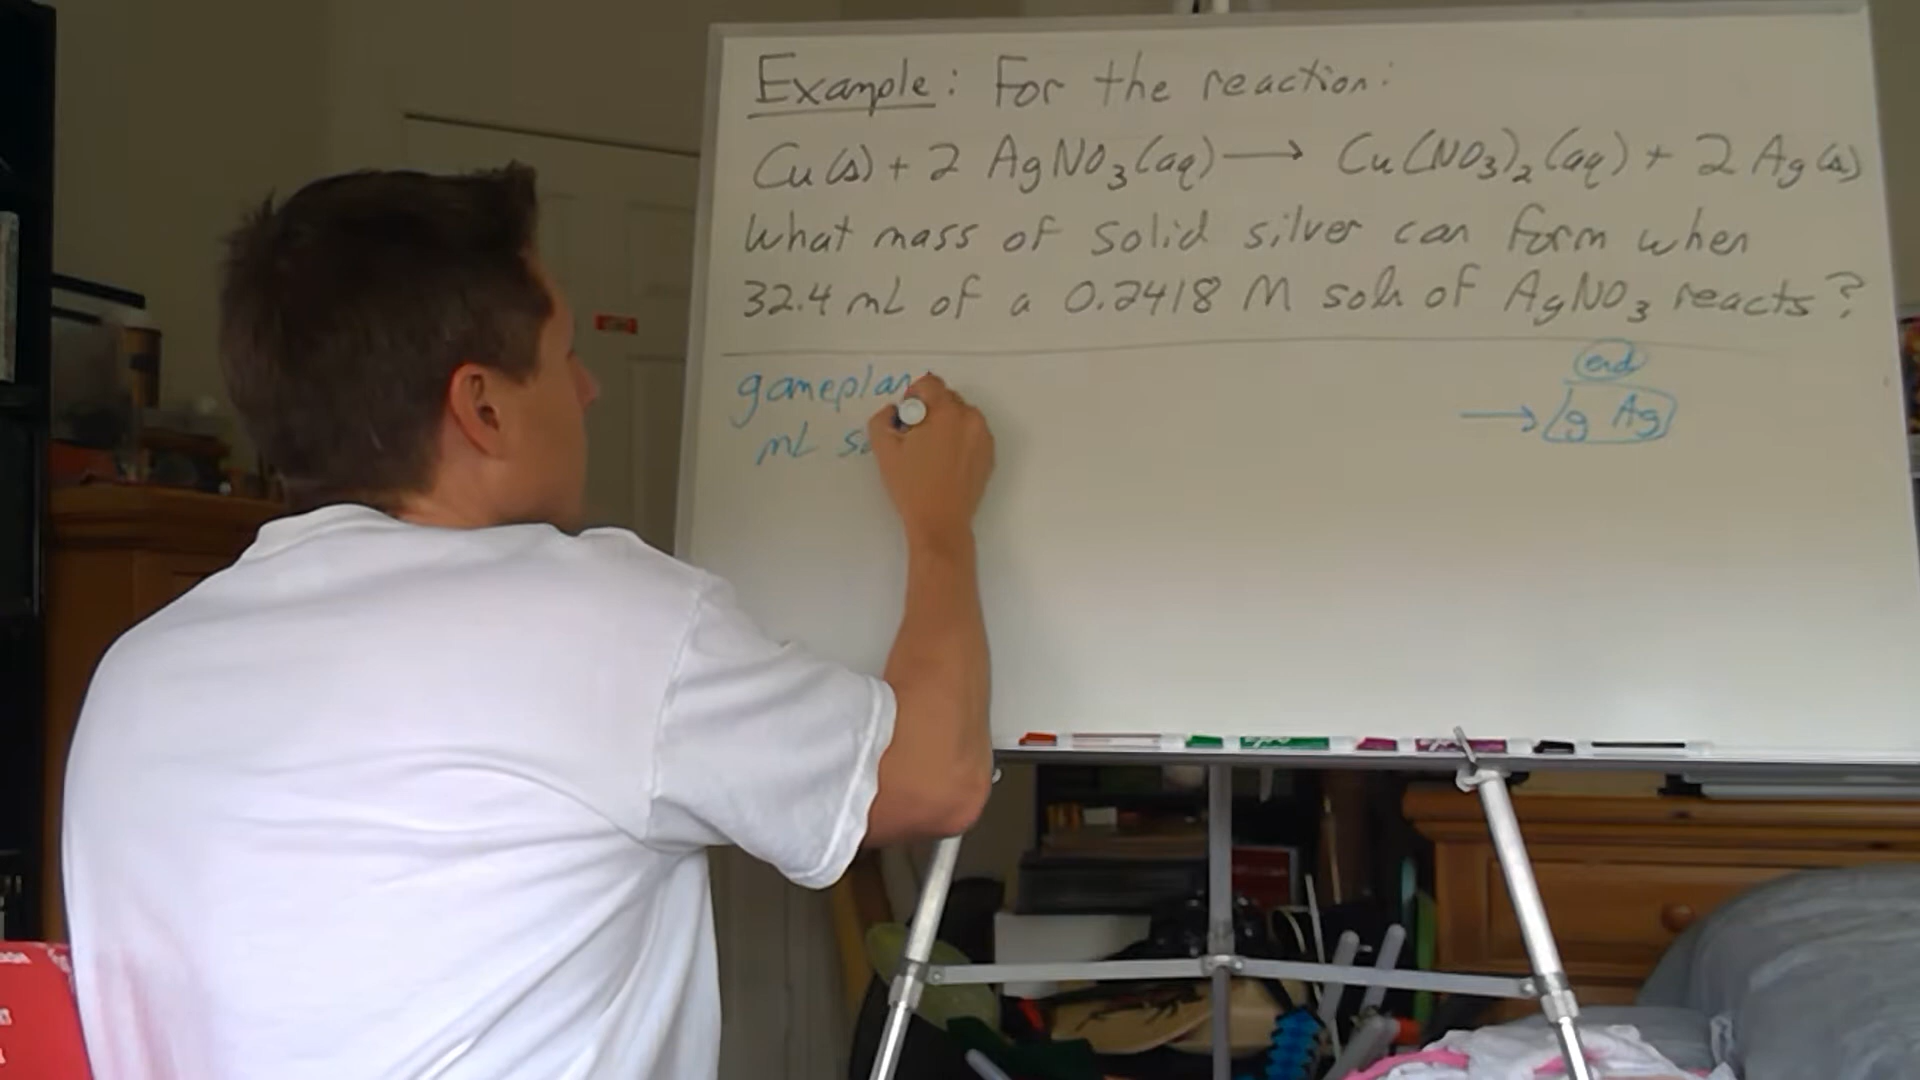 Example: For the reaction:
Cu(s) + 2 AgNO₃(aq) ⟶ Cu(NO₃)₂(aq) + 2 Ag(s)
What mass of solid silver can form when
32.4 mL of a 0.2418 M soln of AgNO₃ reacts?
end
gameplan
→ g Ag
mL